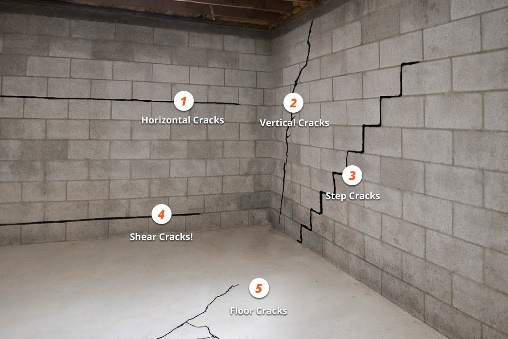 1
Horizontal Cracks
2
Vertical Cracks
3
Step Cracks
4
Shear Cracks!
5
Floor Cracks